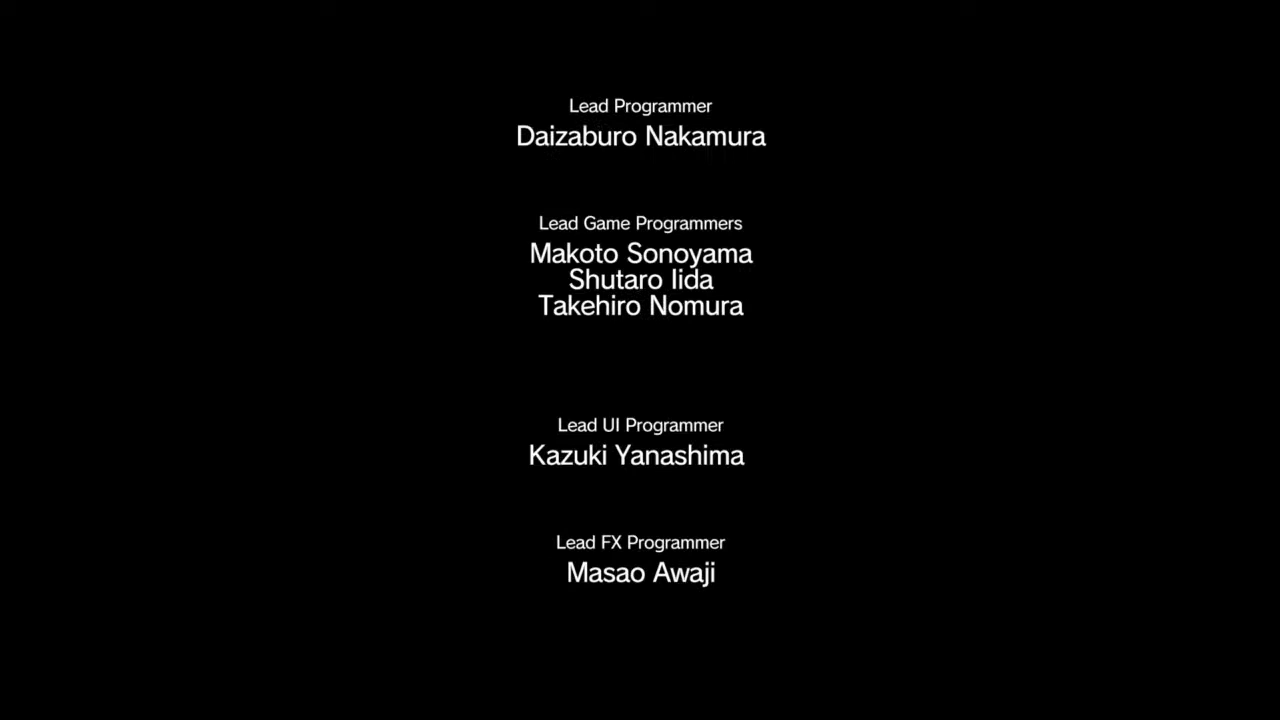 Lead Programmer
Daizaburo Nakamura
Lead Game Programmers
Makoto Sonoyama
Shutaro Iida
Takehiro Nomura
Lead UI Programmer
Kazuki Yanashima
Lead FX Programmer
Masao Awaji